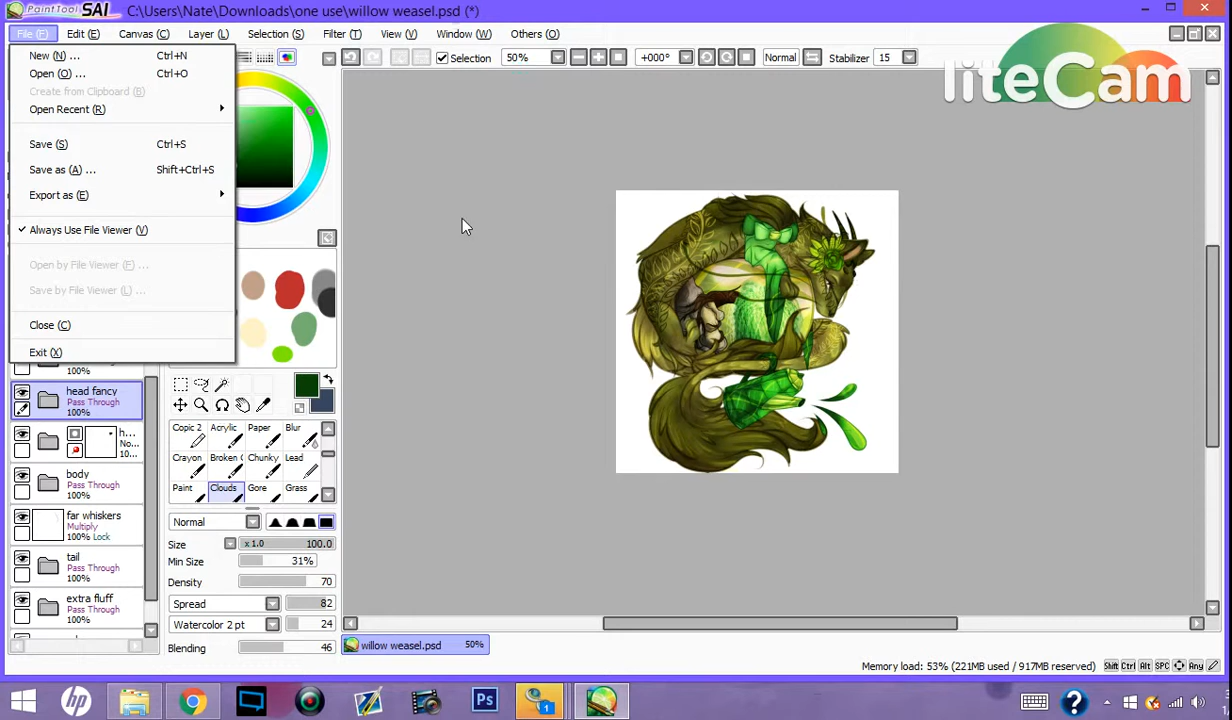 PaintTool SAI C:\Users\Nate\Downloads\one use\willow weasel.psd (*)
File (F) Edit (E) Canvas (C) Layer (L) Selection (S) Filter (T) View (V) Window (W) Others (O)
New (N) ... Ctrl+N
Open (O) ... Ctrl+O
Create from Clipboard (B)
Open Recent (R)
Save (S) Ctrl+S
Save as (A) ... Shift+Ctrl+S
Export as (E)
Always Use File Viewer (V)
Open by File Viewer (F) ...
Save by File Viewer (L) ...
Close (C)
Exit (X)
Selection 50% +000° Normal Stabilizer 15
liteCam
head fancy
Pass Through
100%
h...
No...
100%
body
Pass Through
100%
far whiskers
Multiply
100% Lock
tail
Pass Through
100%
extra fluff
Pass Through
100%
Copic 2 Acrylic Paper Blur
Crayon Broken C Chunky Lead
Paint Clouds Gore Grass
Normal
Size x 1.0 100.0
Min Size 31%
Density 70
Spread 82
Watercolor 2 pt 24
Blending 46
willow weasel.psd 50%
Memory load: 53% (221MB used / 917MB reserved) Shift Ctrl Alt SPC Any
hp Ps 1 ?